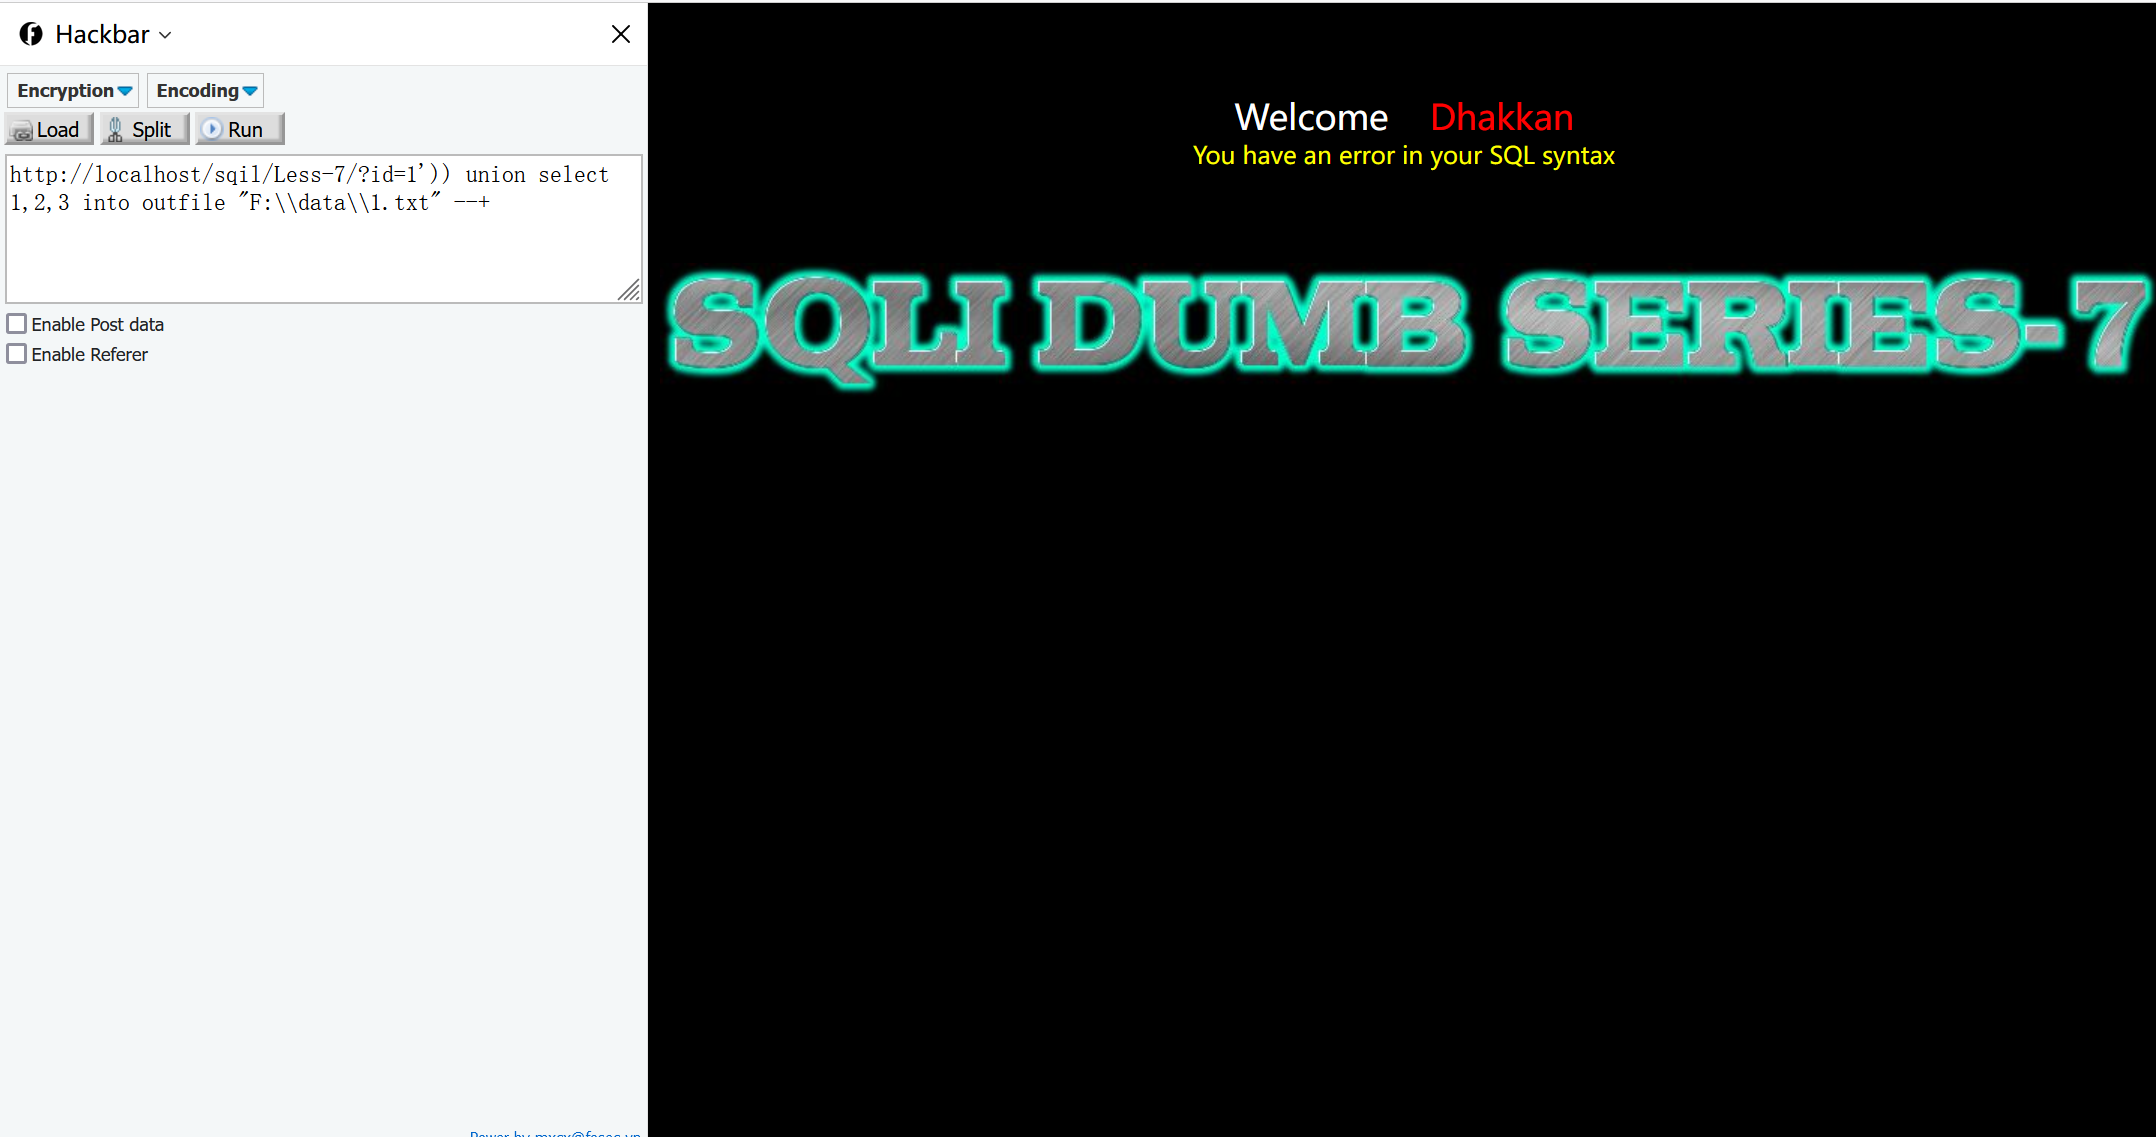 Hackbar
Encryption Encoding
Load Split Run
http://localhost/sqil/Less-7/?id=1')) union select
1,2,3 into outfile "F:\\data\\1.txt" --+
Enable Post data
Enable Referer
Welcome Dhakkan
You have an error in your SQL syntax
SQLI DUMB SERIES-7